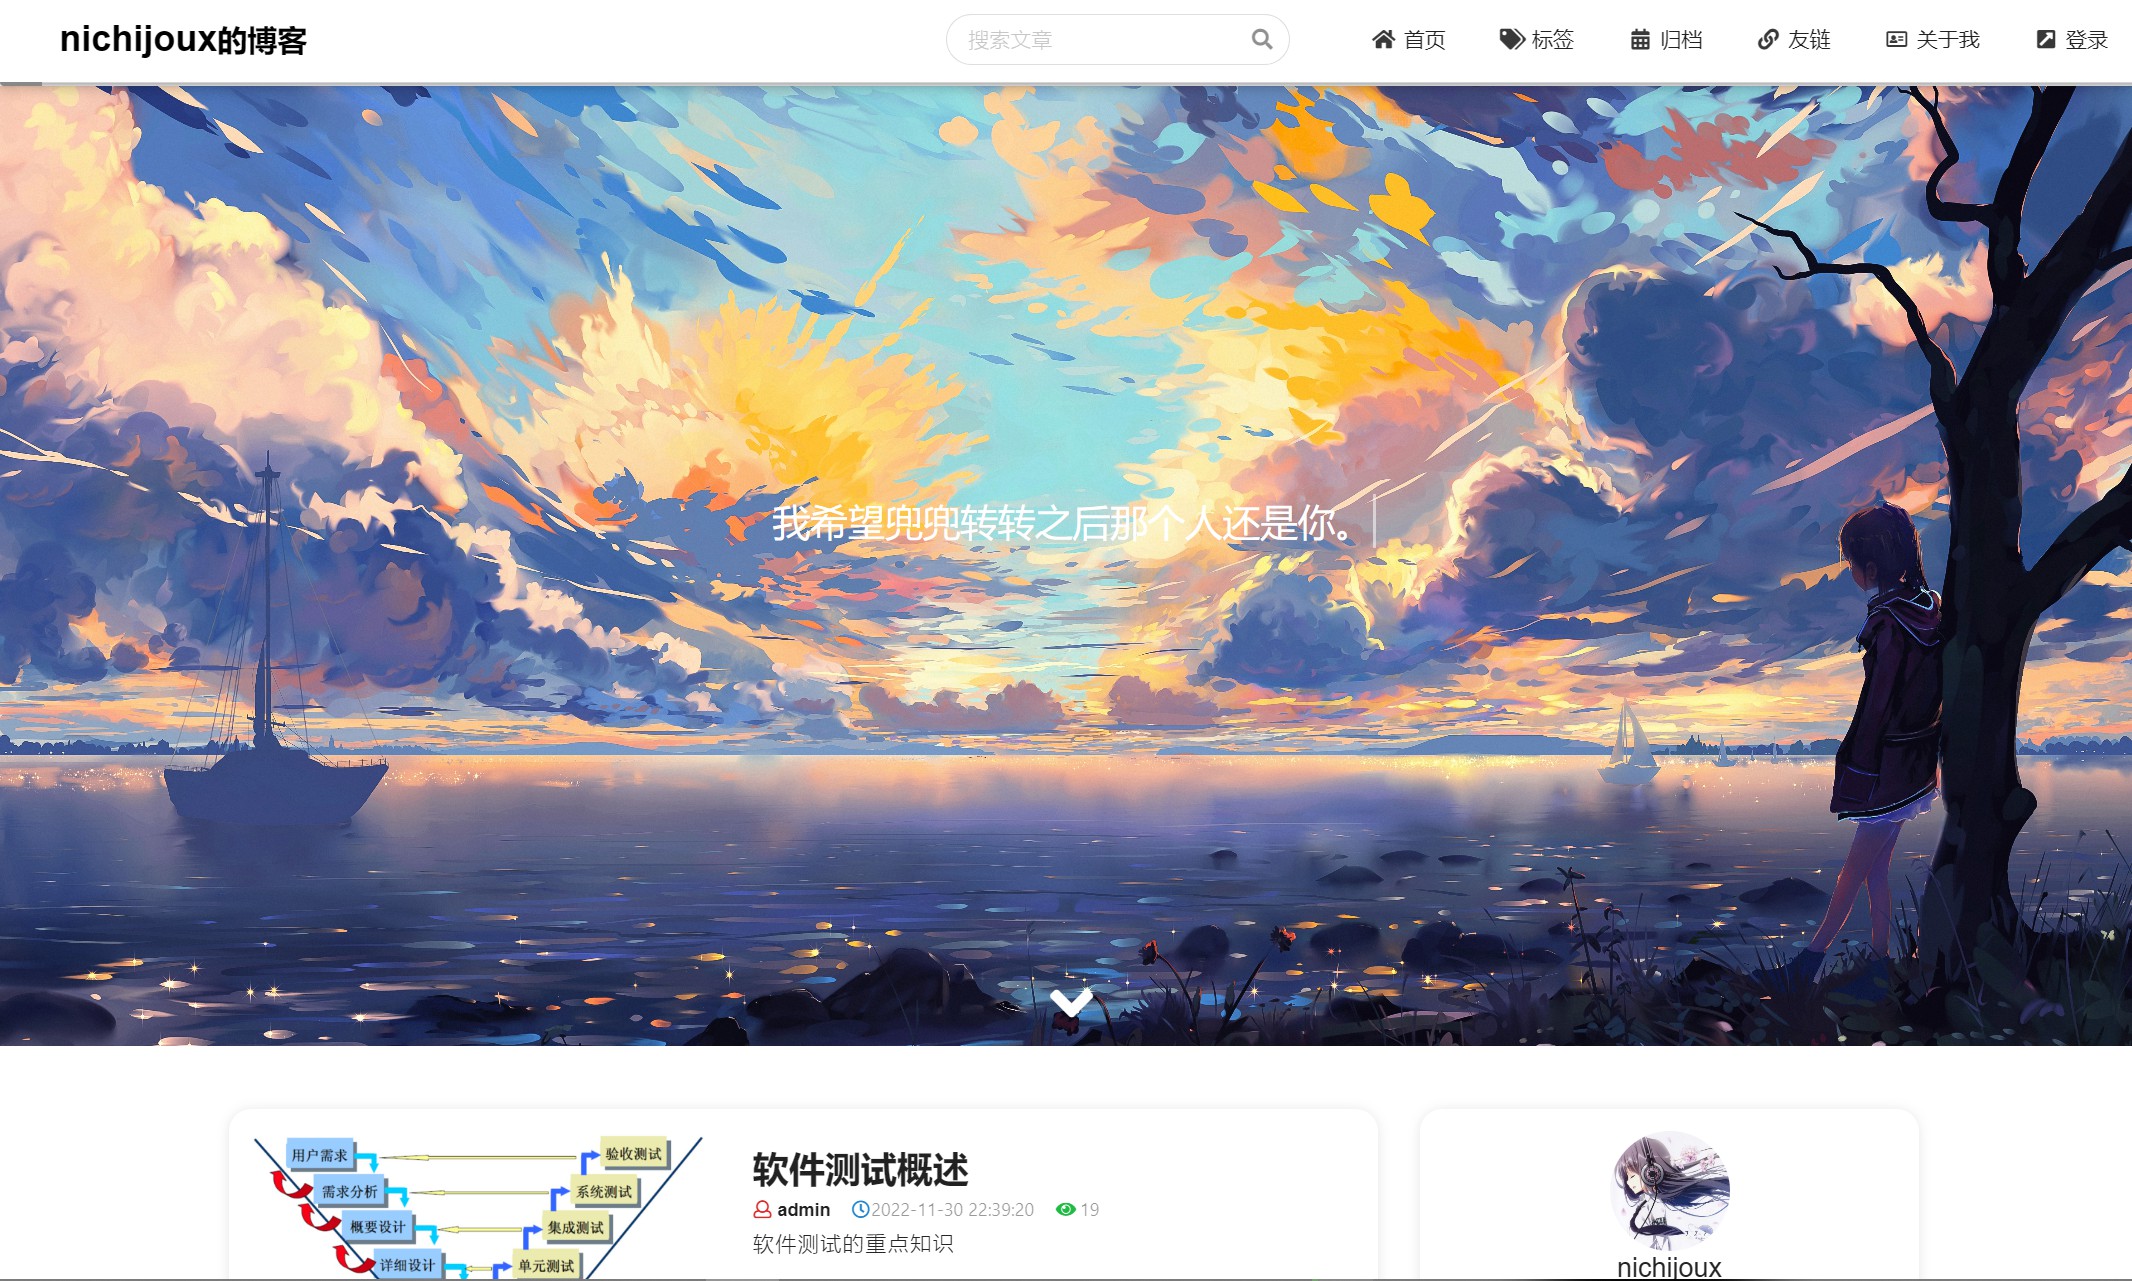 nichijoux的博客
搜索文章
首页
标签
归档
友链
关于我
登录
我希望兜兜转转之后那个人还是你。
用户需求
验收测试
需求分析
系统测试
概要设计
集成测试
详细设计
单元测试
软件测试概述
admin 2022-11-30 22:39:20 19
软件测试的重点知识
nichijoux